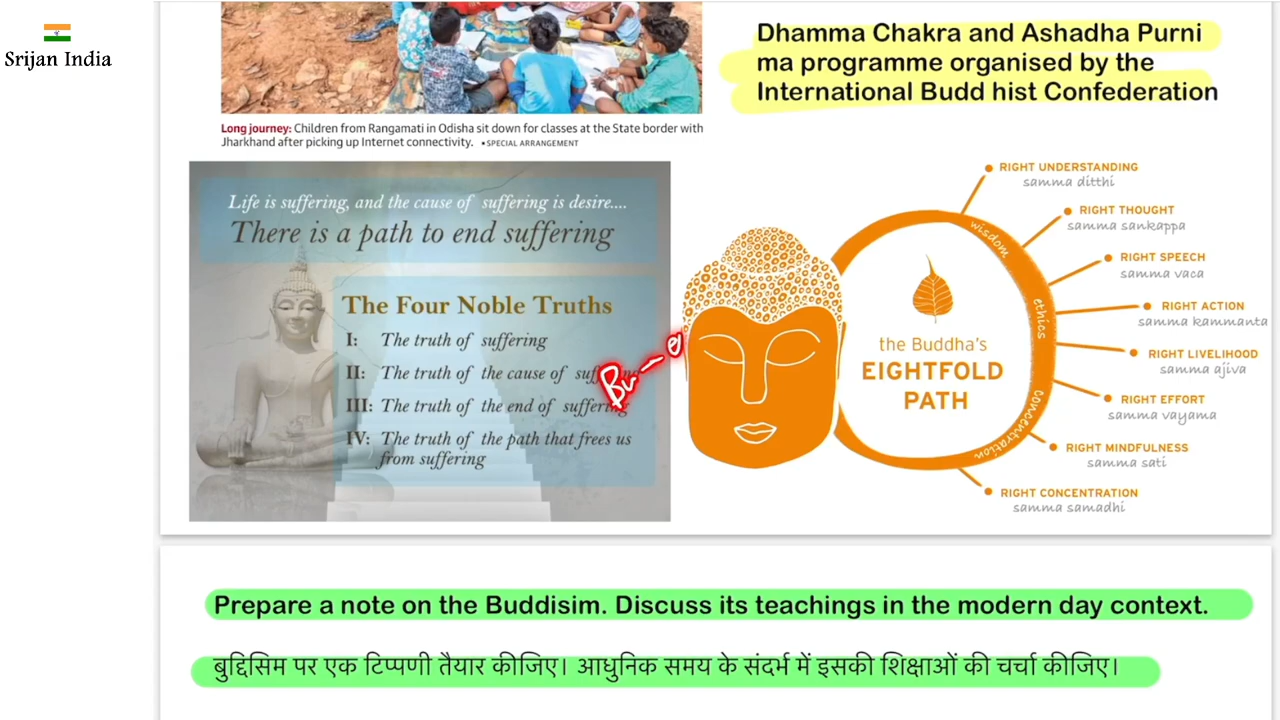 Srijan India
Dhamma Chakra and Ashadha Purni
ma programme organised by the
International Budd hist Confederation
Long journey: Children from Rangamati in Odisha sit down for classes at the State border with
Jharkhand after picking up Internet connectivity. ▪ SPECIAL ARRANGEMENT
Life is suffering, and the cause of suffering is desire....
There is a path to end suffering
The Four Noble Truths
I: The truth of suffering
II: The truth of the cause of suffering
III: The truth of the end of suffering
IV: The truth of the path that frees us
from suffering
the Buddha's
EIGHTFOLD
PATH
wisdom
ethics
concentration
RIGHT UNDERSTANDING
samma ditthi
RIGHT THOUGHT
samma sankappa
RIGHT SPEECH
samma vaca
RIGHT ACTION
samma kammanta
RIGHT LIVELIHOOD
samma ajiva
RIGHT EFFORT
samma vayama
RIGHT MINDFULNESS
samma sati
RIGHT CONCENTRATION
samma samadhi
Prepare a note on the Buddisim. Discuss its teachings in the modern day context.
बुद्दिसिम पर एक टिप्पणी तैयार कीजिए। आधुनिक समय के संदर्भ में इसकी शिक्षाओं की चर्चा कीजिए।